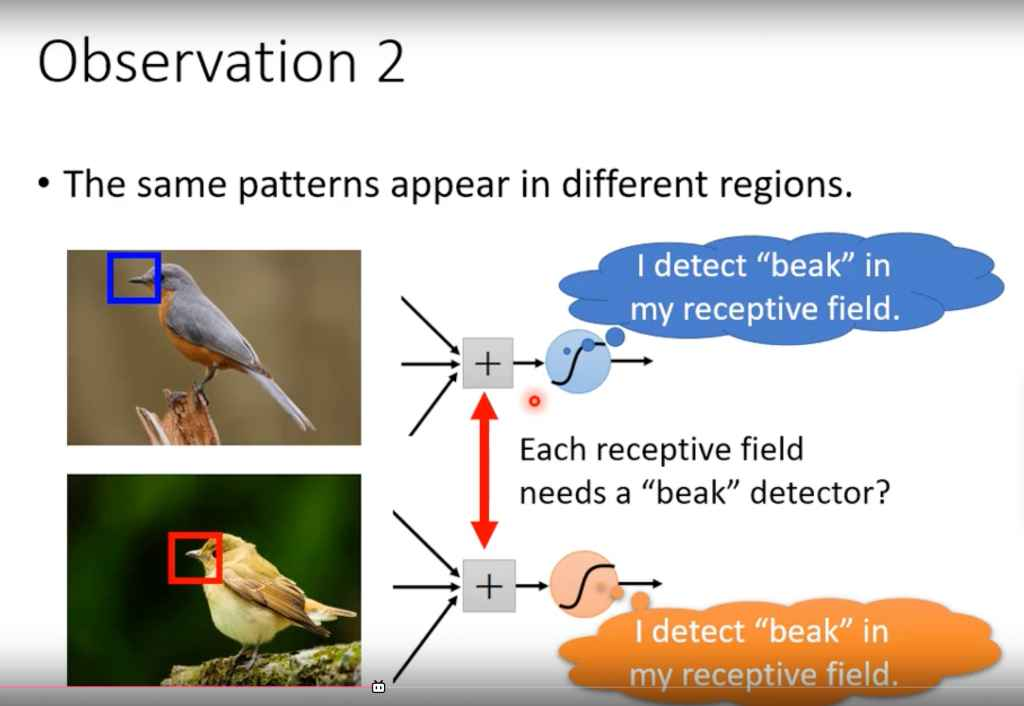 Observation 2
• The same patterns appear in different regions.
I detect “beak” in
my receptive field.
+
Each receptive field
needs a “beak” detector?
+
I detect “beak” in
my receptive field.